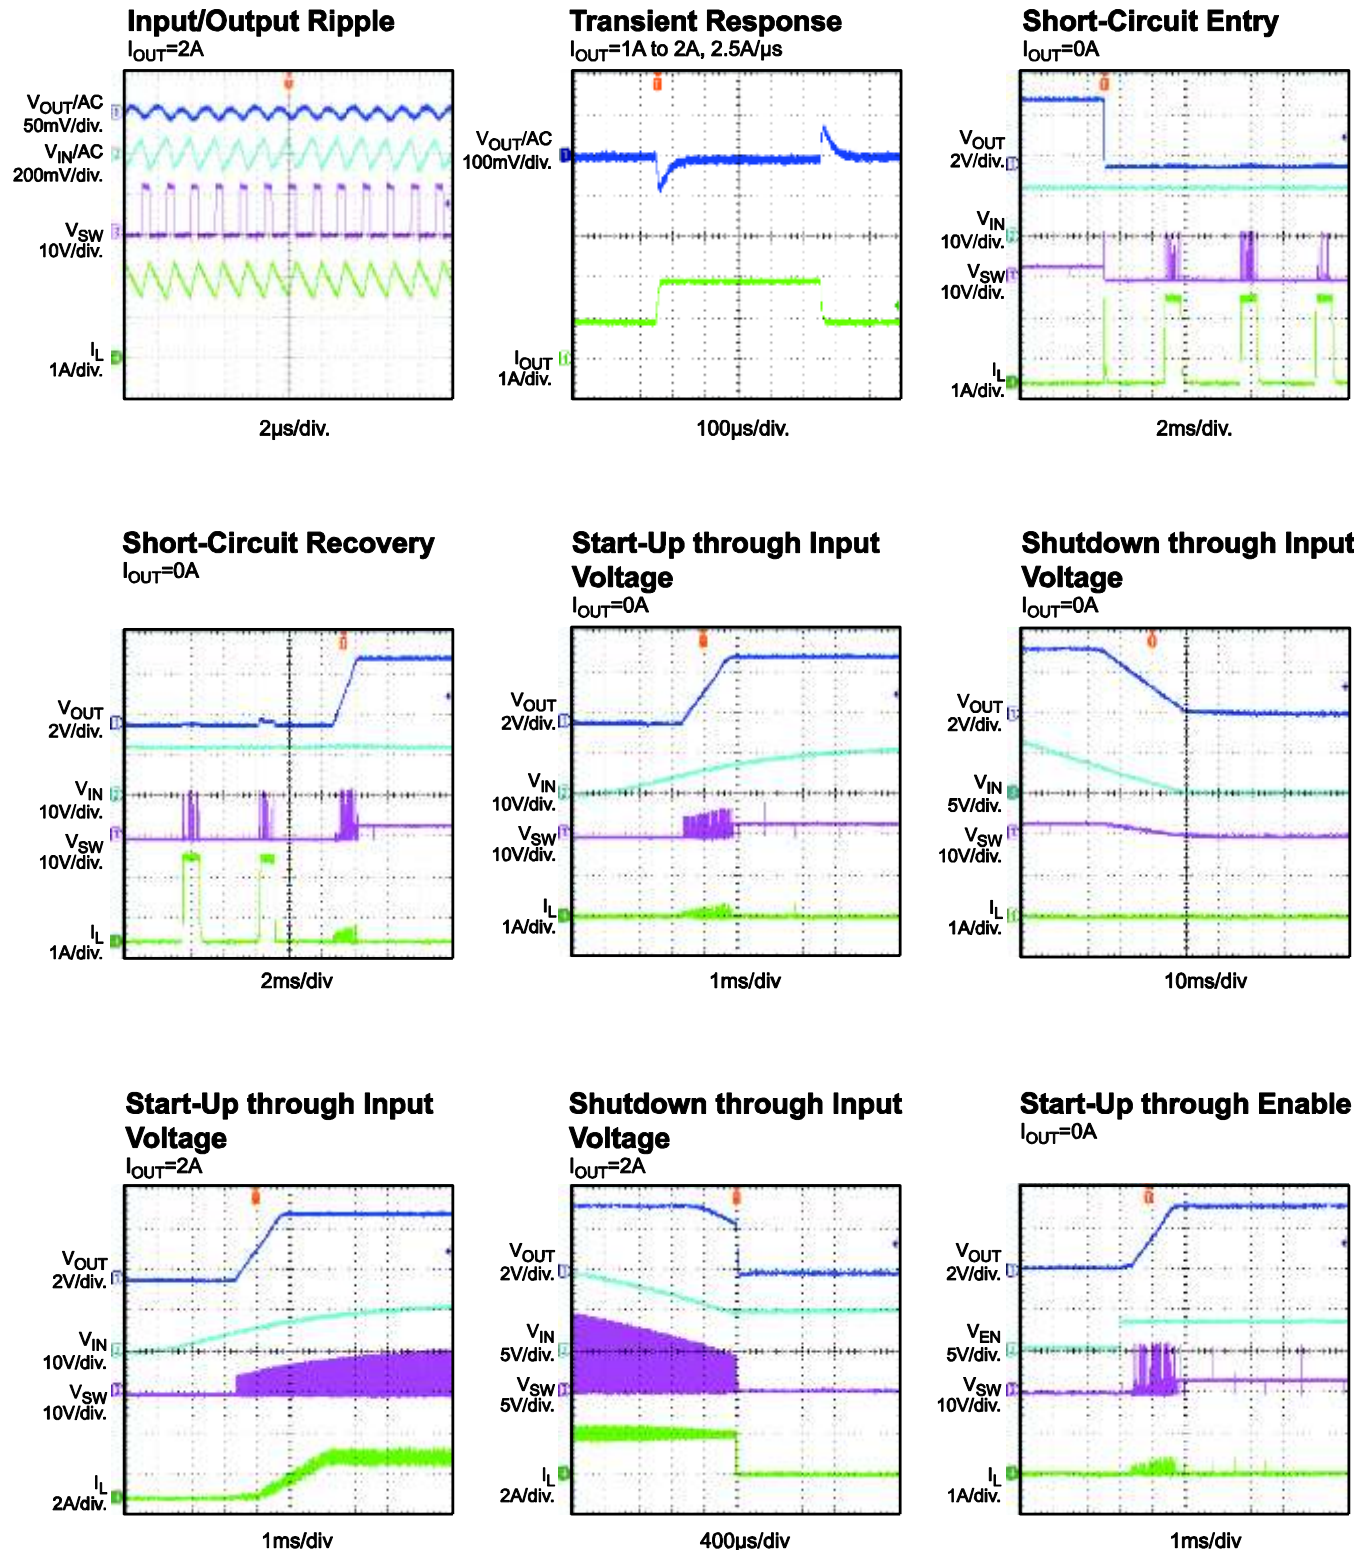 Input/Output Ripple
IOUT=2A
VOUT/AC
50mV/div.
VIN/AC
200mV/div.
VSW
10V/div.
IL
1A/div.
2µs/div.
Transient Response
IOUT=1A to 2A, 2.5A/µs
VOUT/AC
100mV/div.
IOUT
1A/div.
100µs/div.
Short-Circuit Entry
IOUT=0A
VOUT
2V/div.
VIN
10V/div.
VSW
10V/div.
IL
1A/div.
2ms/div.
Short-Circuit Recovery
IOUT=0A
VOUT
2V/div.
VIN
10V/div.
VSW
10V/div.
IL
1A/div.
2ms/div
Start-Up through Input
Voltage
IOUT=0A
VOUT
2V/div.
VIN
10V/div.
VSW
10V/div.
IL
1A/div.
1ms/div
Shutdown through Input
Voltage
IOUT=0A
VOUT
2V/div.
VIN
5V/div.
VSW
10V/div.
IL
1A/div.
10ms/div
Start-Up through Input
Voltage
IOUT=2A
VOUT
2V/div.
VIN
10V/div.
VSW
10V/div.
IL
2A/div.
1ms/div
Shutdown through Input
Voltage
IOUT=2A
VOUT
2V/div.
VIN
5V/div.
VSW
5V/div.
IL
2A/div.
400µs/div
Start-Up through Enable
IOUT=0A
VOUT
2V/div.
VEN
5V/div.
VSW
10V/div.
IL
1A/div.
1ms/div